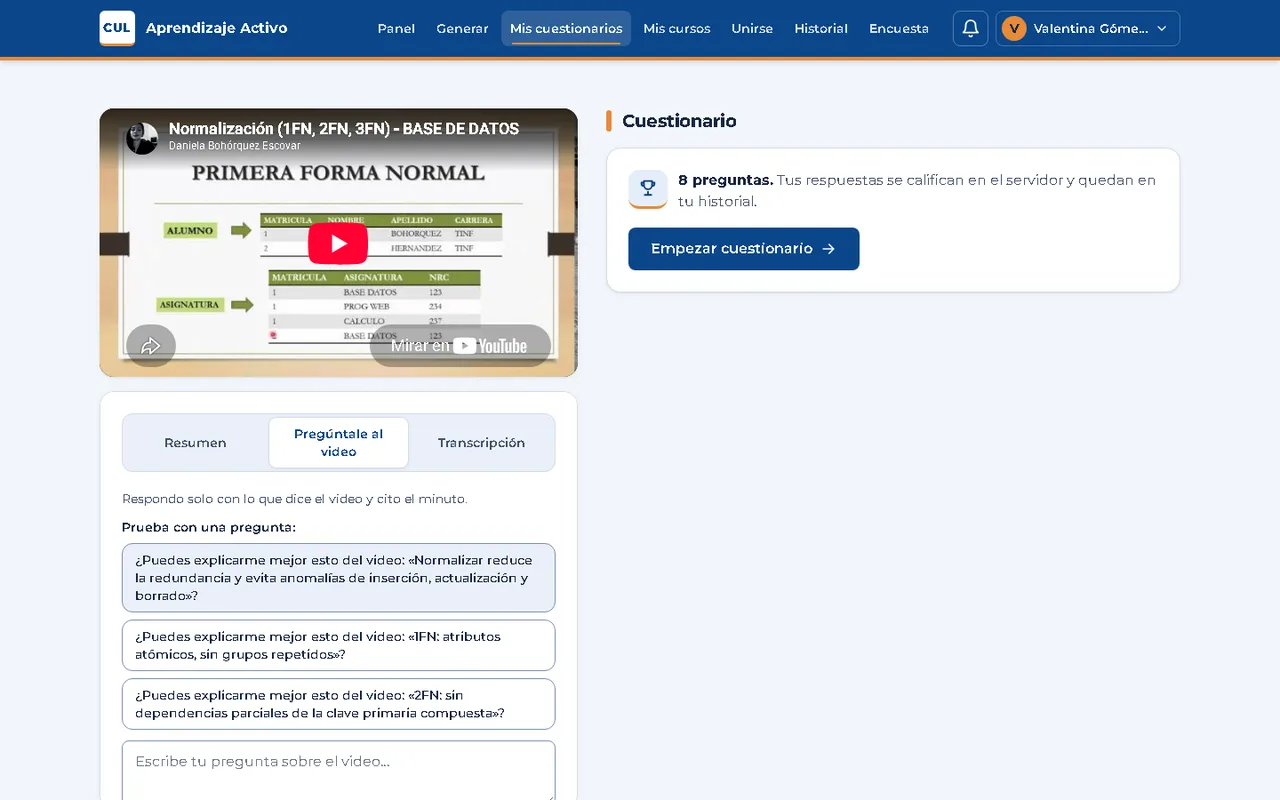 CUL
Aprendizaje Activo
Panel
Generar
Mis cuestionarios
Mis cursos
Unirse
Historial
Encuesta
V
Valentina Góme...
Normalización (1FN, 2FN, 3FN) - BASE DE DATOS
Daniela Bohórquez Escovar
PRIMERA FORMA NORMAL
ALUMNO
MATRICULA NOMBRE APELLIDO CARRERA
1 BOHORQUEZ TINF
2 HERNANDEZ TINF
ASIGNATURA
MATRICULA ASIGNATURA NRC
1 BASE DATOS 123
1 PROG WEB 234
1 CALCULO 237
BASE DATOS 123
Mirar en YouTube
Resumen
Pregúntale al
video
Transcripción
Respondo solo con lo que dice el video y cito el minuto.
Prueba con una pregunta:
¿Puedes explicarme mejor esto del video: «Normalizar reduce
la redundancia y evita anomalías de inserción, actualización y
borrado»?
¿Puedes explicarme mejor esto del video: «1FN: atributos
atómicos, sin grupos repetidos»?
¿Puedes explicarme mejor esto del video: «2FN: sin
dependencias parciales de la clave primaria compuesta»?
Escribe tu pregunta sobre el video...
Cuestionario
8 preguntas. Tus respuestas se califican en el servidor y quedan en
tu historial.
Empezar cuestionario →